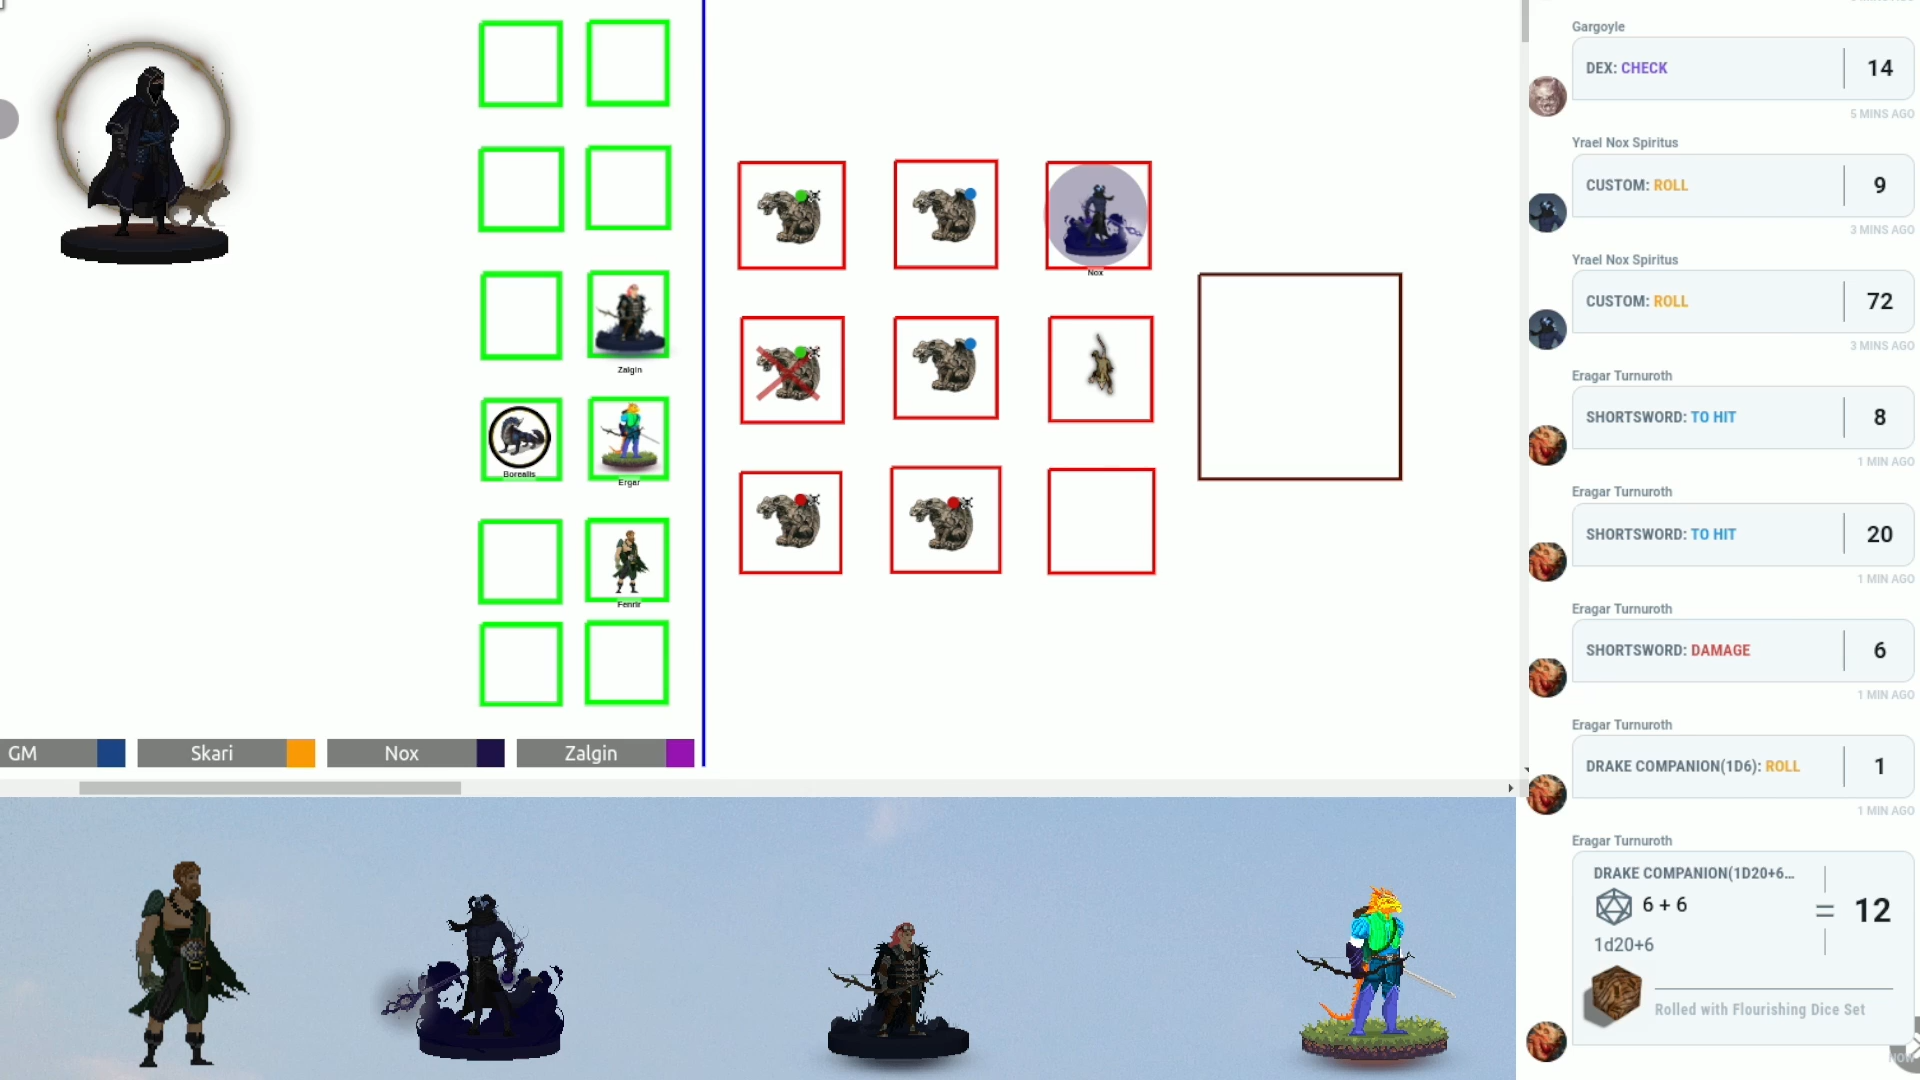 Nox
Zalgin
Borealis
Ergar
Fenrir
GM
Skari
Nox
Zalgin
Gargoyle
DEX: CHECK
14
5 MINS AGO
Yrael Nox Spiritus
CUSTOM: ROLL
9
3 MINS AGO
Yrael Nox Spiritus
CUSTOM: ROLL
72
3 MINS AGO
Eragar Turnuroth
SHORTSWORD: TO HIT
8
1 MIN AGO
Eragar Turnuroth
SHORTSWORD: TO HIT
20
1 MIN AGO
Eragar Turnuroth
SHORTSWORD: DAMAGE
6
1 MIN AGO
Eragar Turnuroth
DRAKE COMPANION(1D6): ROLL
1
1 MIN AGO
Eragar Turnuroth
DRAKE COMPANION(1D20+6...
6 + 6
= 12
1d20+6
Rolled with Flourishing Dice Set
NOW